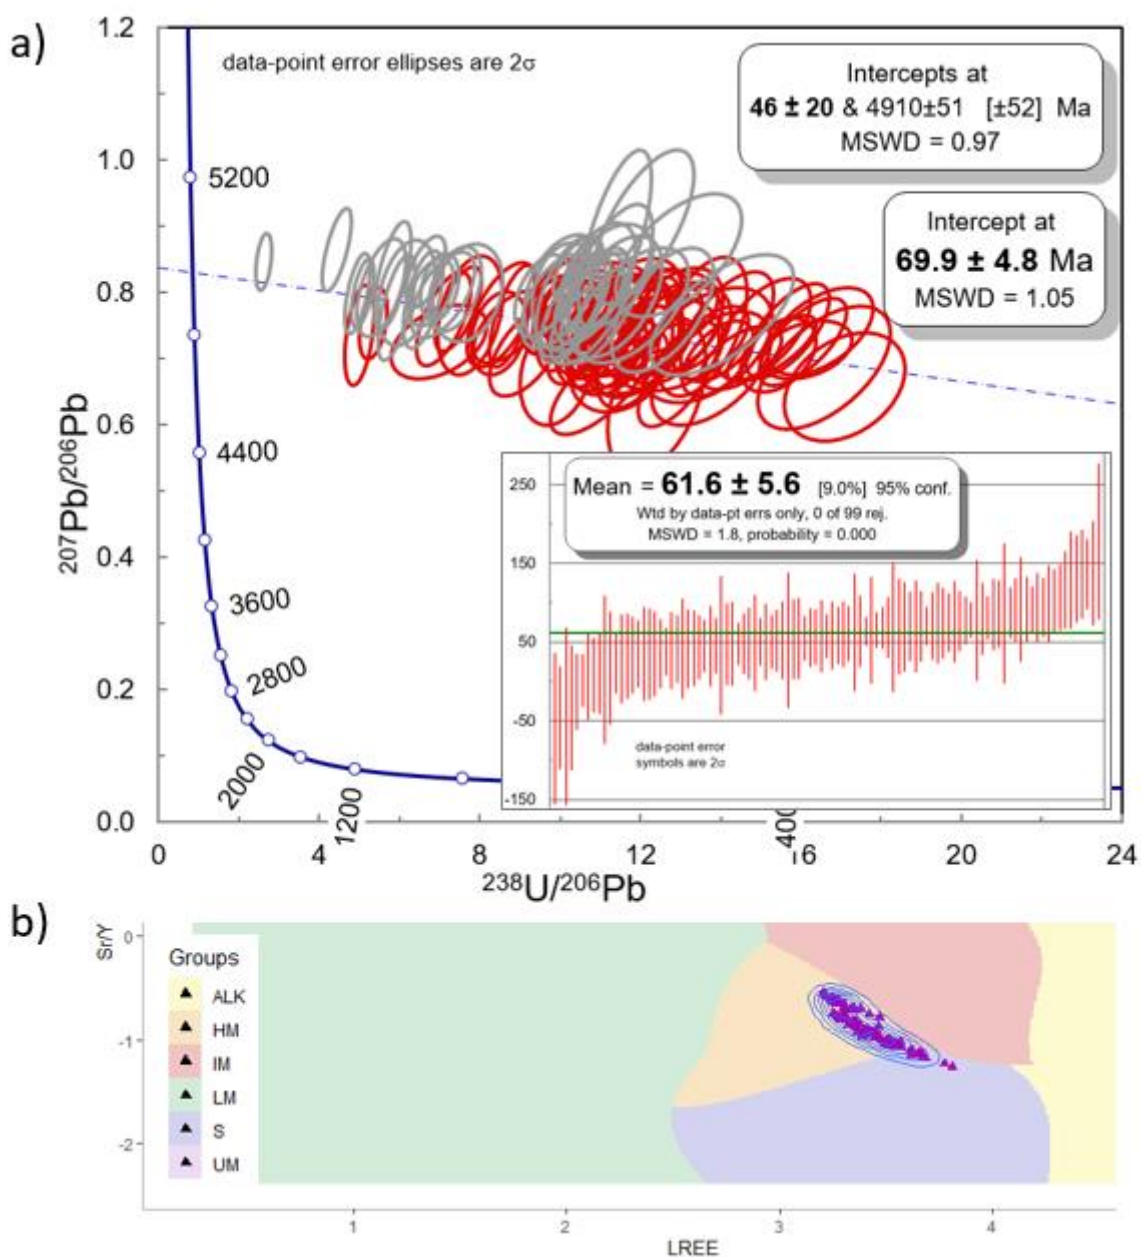 a)
1.2
1.0
0.8
0.6
0.4
0.2
0.0
207Pb/206Pb
data-point error ellipses are 2σ
Intercepts at
46 ± 20 & 4910±51 [±52] Ma
MSWD = 0.97
Intercept at
69.9 ± 4.8 Ma
MSWD = 1.05
5200
4400
3600
2800
2000
1200
400
Mean = 61.6 ± 5.6 [9.0%] 95% conf.
Wtd by data-pt errs only, 0 of 99 rej.
MSWD = 1.8, probability = 0.000
250
150
50
-50
-150
data-point error
symbols are 2σ
0 4 8 12 16 20 24
238U/206Pb
b)
Sr/Y
0
-1
-2
Groups
ALK
HM
IM
LM
S
UM
1 2 3 4
LREE